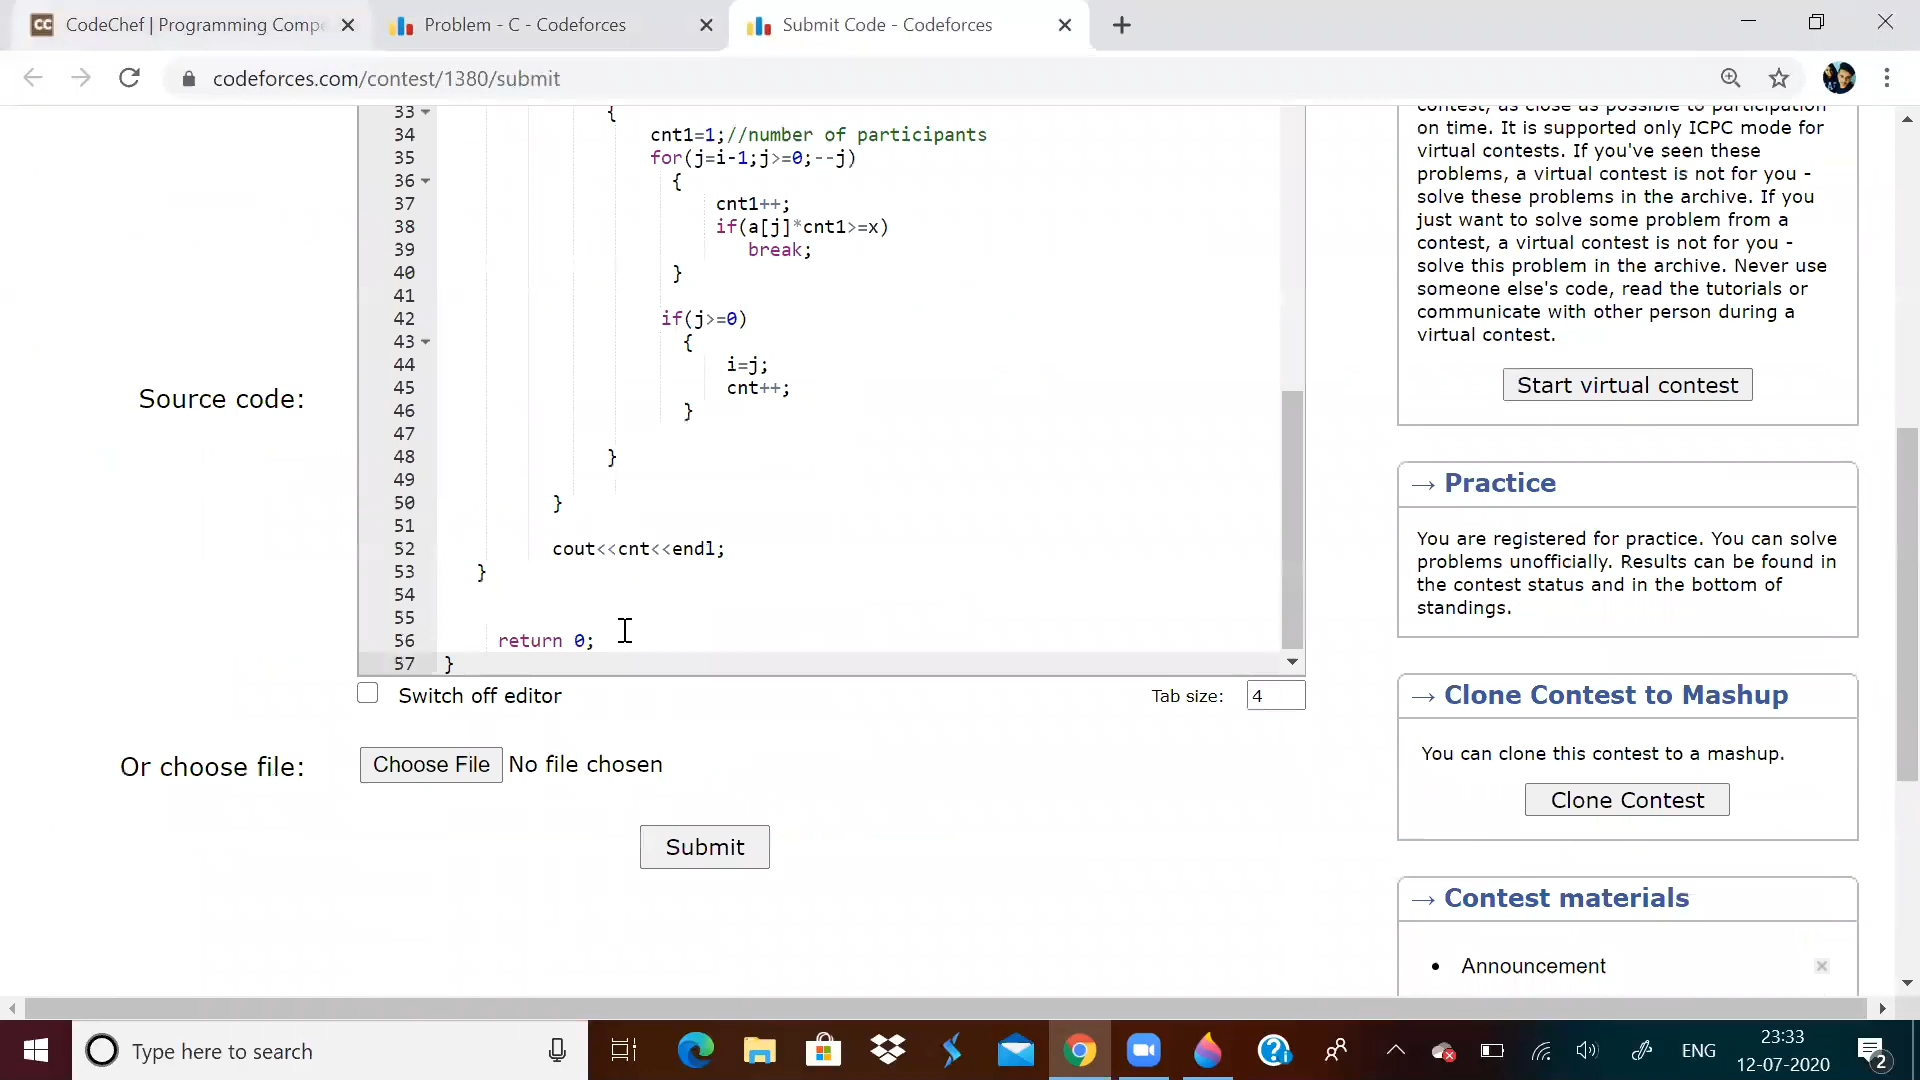 CodeChef | Programming Compe
Problem - C - Codeforces
Submit Code - Codeforces
codeforces.com/contest/1380/submit
33 {
34 cnt1=1;//number of participants
35 for(j=i-1;j>=0;--j)
36 {
37 cnt1++;
38 if(a[j]*cnt1>=x)
39 break;
40 }
41
42 if(j>=0)
43 {
44 i=j;
45 cnt++;
46 }
47
48 }
49
50 }
51
52 cout<<cnt<<endl;
53 }
54
55
56 return 0;
57 }
Source code:
Switch off editor
Tab size: 4
Or choose file:
Choose File No file chosen
Submit
contest, as close as possible to participation
on time. It is supported only ICPC mode for
virtual contests. If you've seen these
problems, a virtual contest is not for you -
solve these problems in the archive. If you
just want to solve some problem from a
contest, a virtual contest is not for you -
solve this problem in the archive. Never use
someone else's code, read the tutorials or
communicate with other person during a
virtual contest.
Start virtual contest
→ Practice
You are registered for practice. You can solve
problems unofficially. Results can be found in
the contest status and in the bottom of
standings.
→ Clone Contest to Mashup
You can clone this contest to a mashup.
Clone Contest
→ Contest materials
• Announcement
Type here to search
ENG
23:33
12-07-2020
2